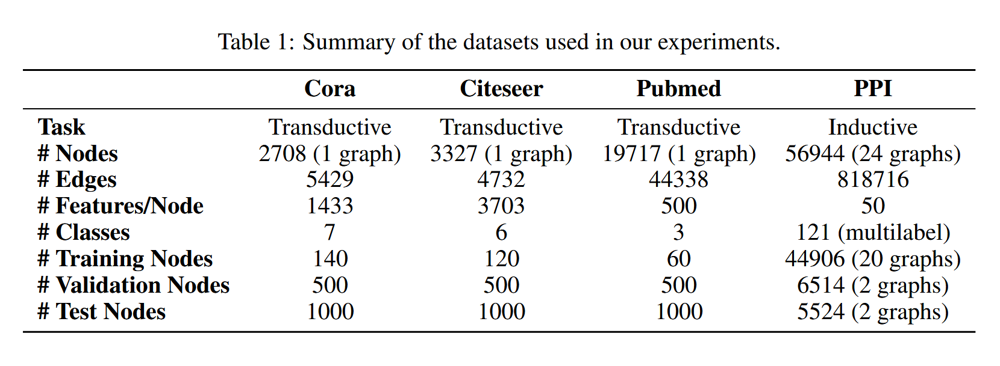 Table 1: Summary of the datasets used in our experiments.
Cora Citeseer Pubmed PPI
Task Transductive Transductive Transductive Inductive
# Nodes 2708 (1 graph) 3327 (1 graph) 19717 (1 graph) 56944 (24 graphs)
# Edges 5429 4732 44338 818716
# Features/Node 1433 3703 500 50
# Classes 7 6 3 121 (multilabel)
# Training Nodes 140 120 60 44906 (20 graphs)
# Validation Nodes 500 500 500 6514 (2 graphs)
# Test Nodes 1000 1000 1000 5524 (2 graphs)